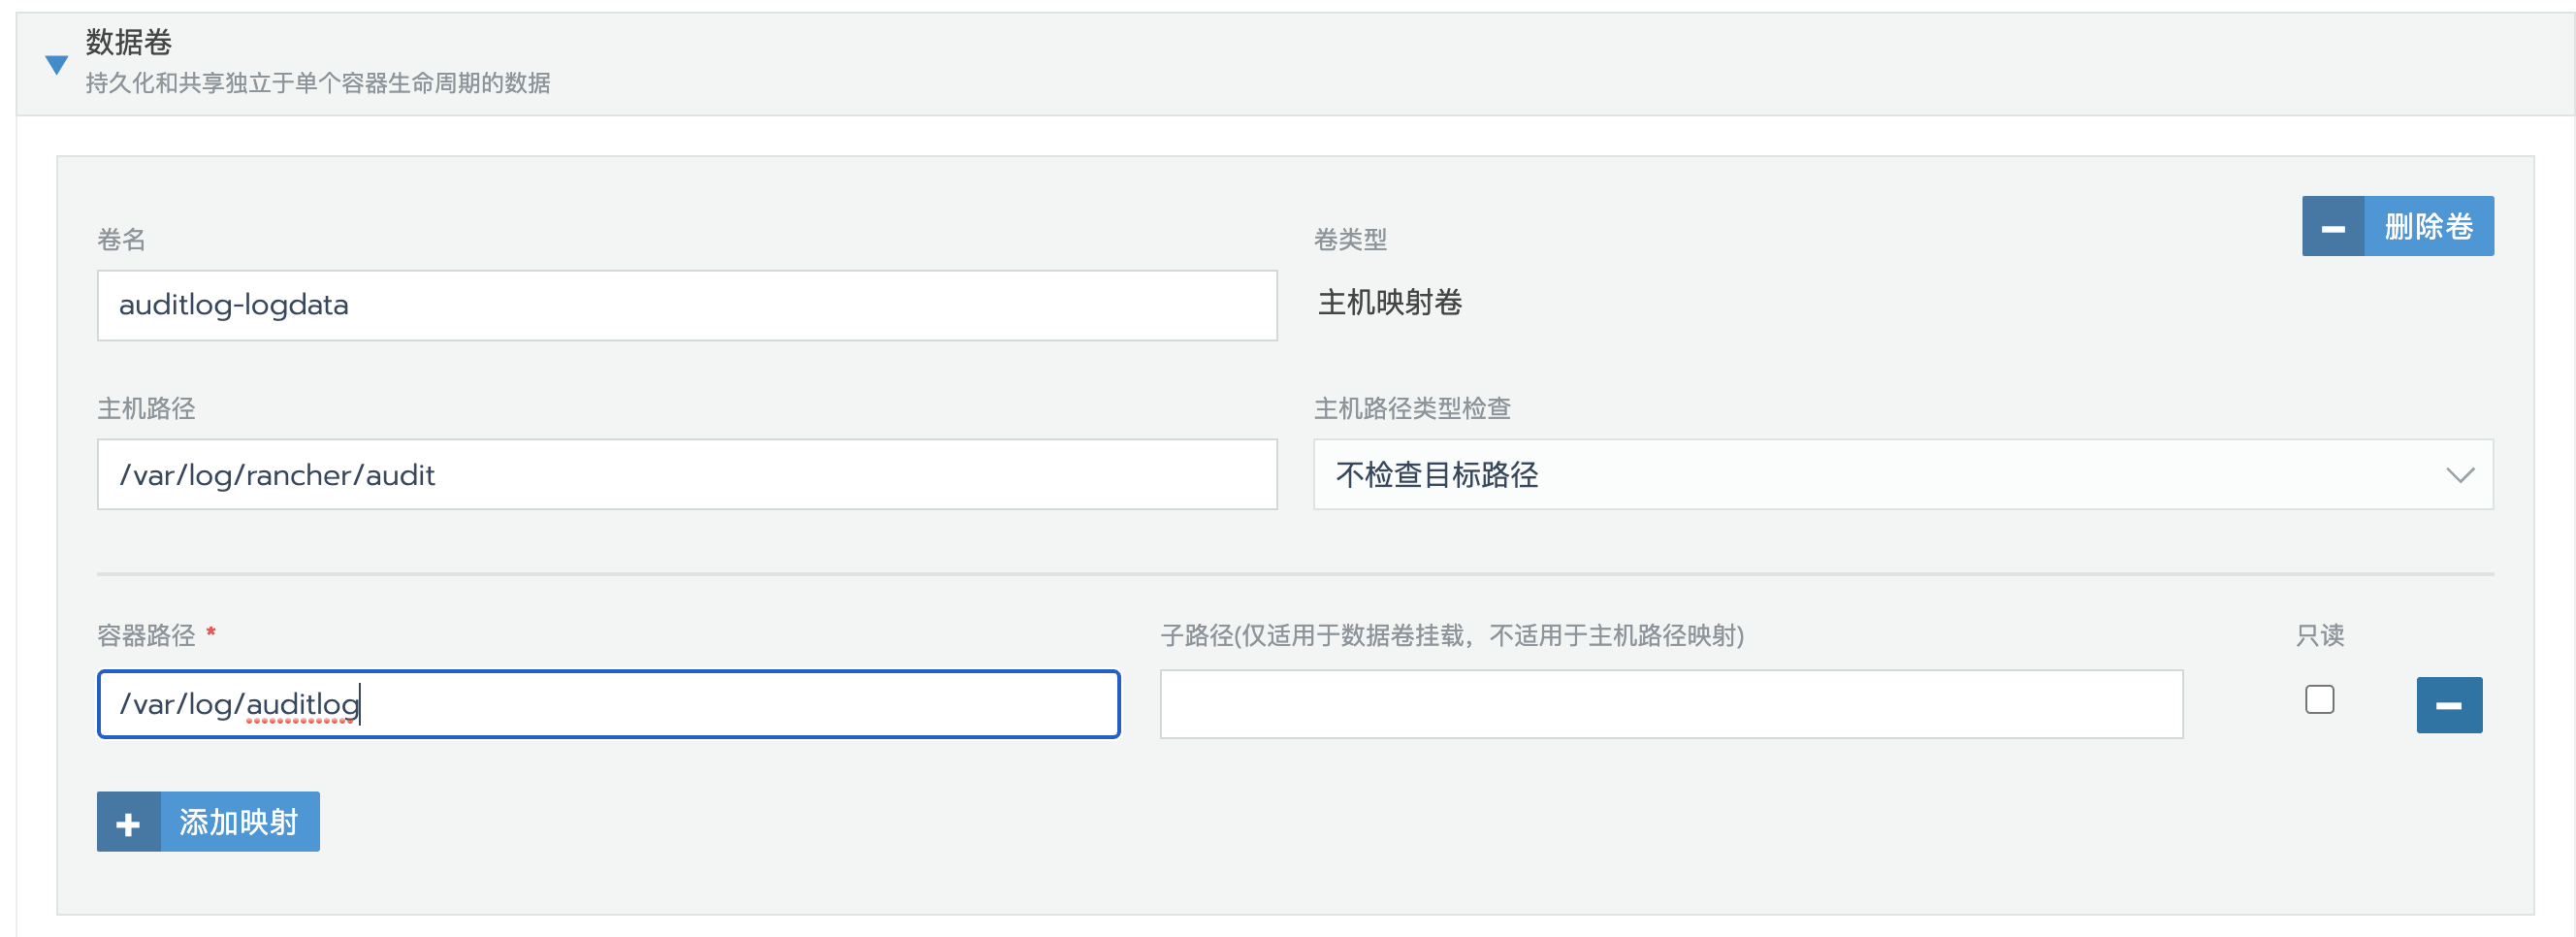 数据卷
持久化和共享独立于单个容器生命周期的数据
删除卷
卷名
卷类型
auditlog-logdata
主机映射卷
主机路径
主机路径类型检查
/var/log/rancher/audit
不检查目标路径
容器路径 *
子路径(仅适用于数据卷挂载，不适用于主机路径映射)
只读
/var/log/auditlog
添加映射